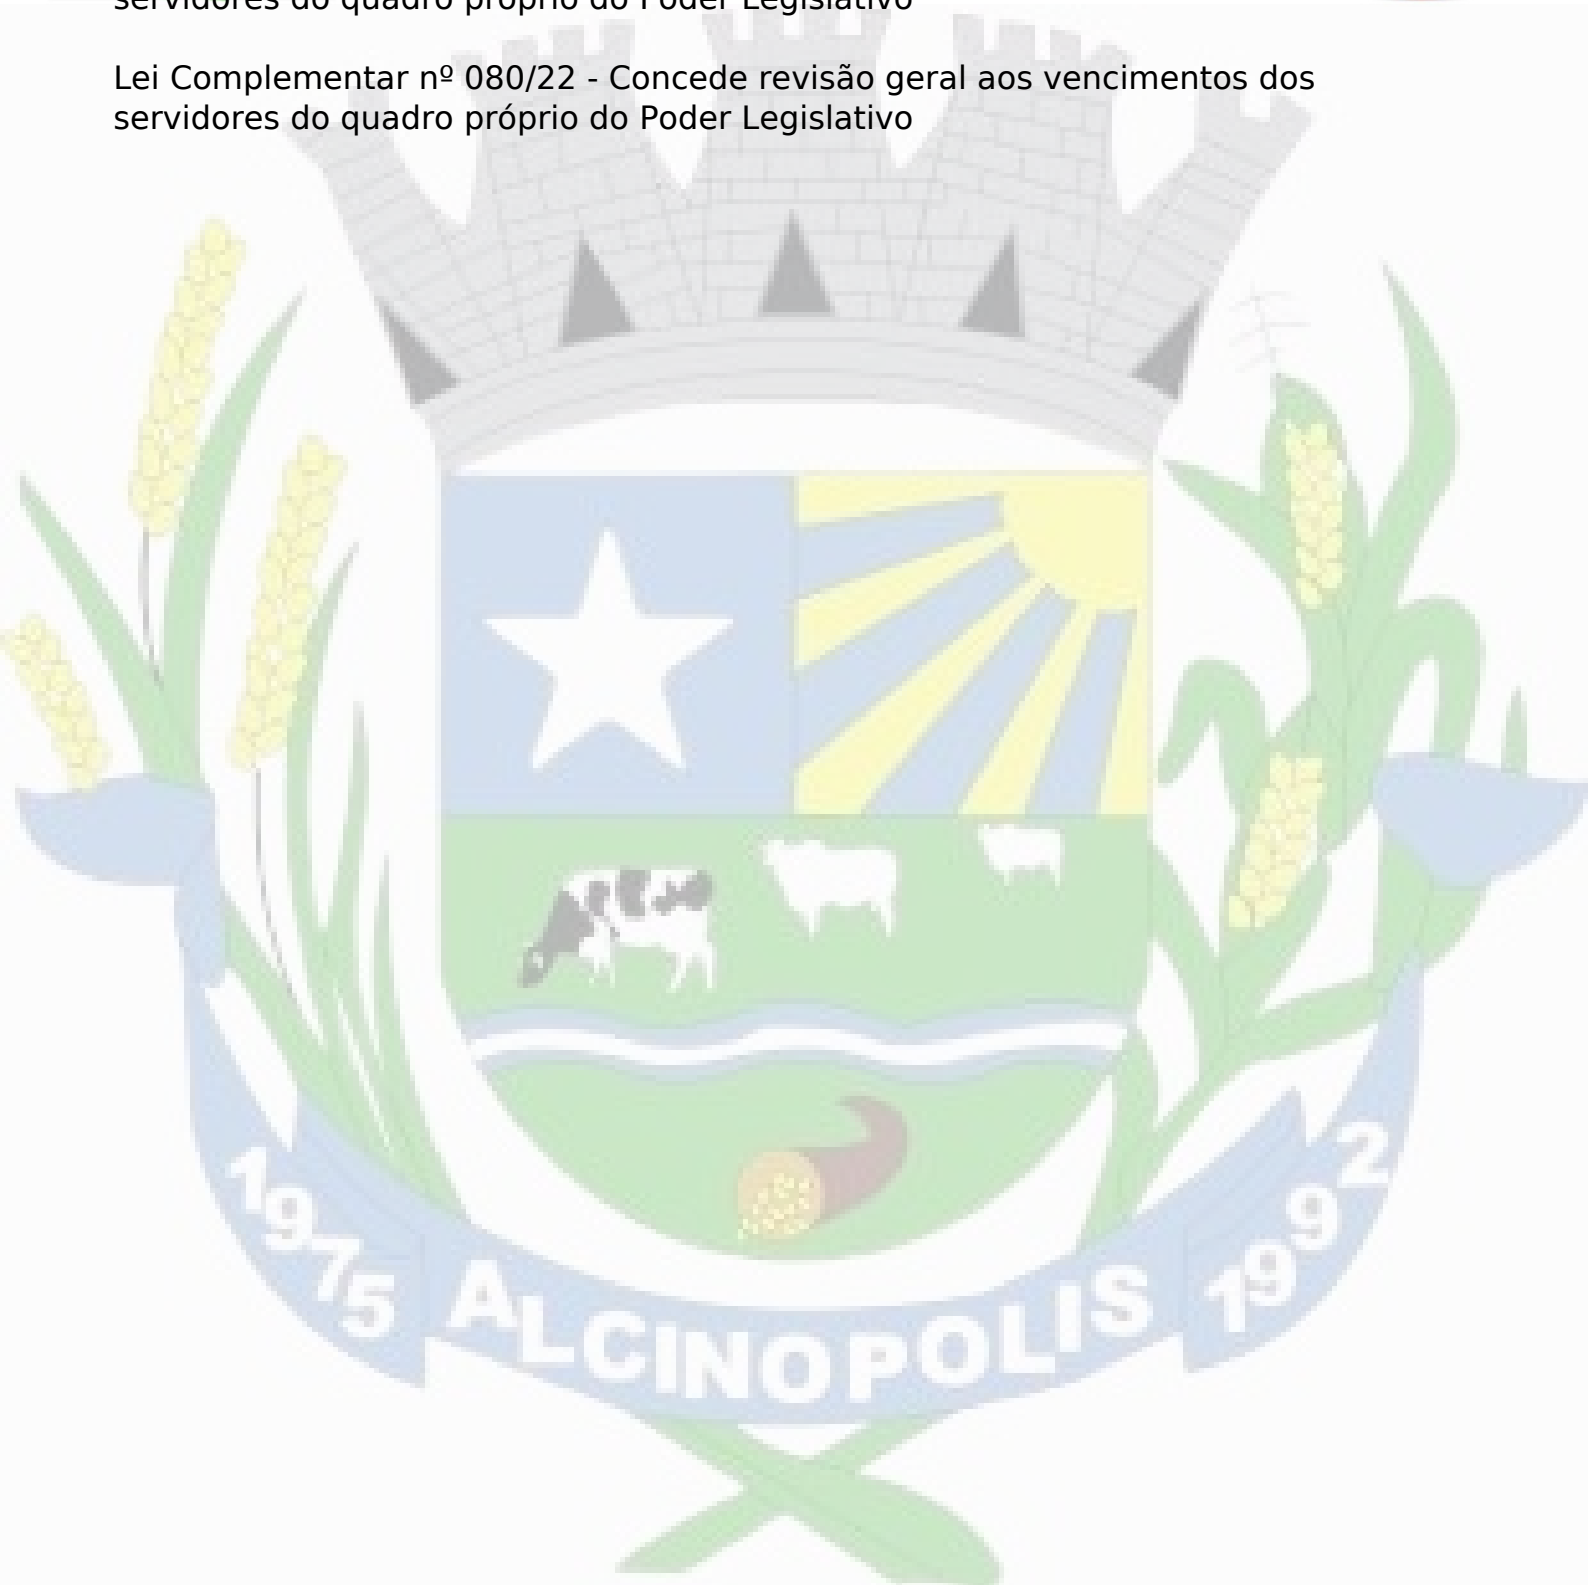 servidores do quadro próprio do Poder Legislativo
Lei Complementar nº 080/22 - Concede revisão geral aos vencimentos dos
servidores do quadro próprio do Poder Legislativo
1975 ALCINOPOLIS 1992